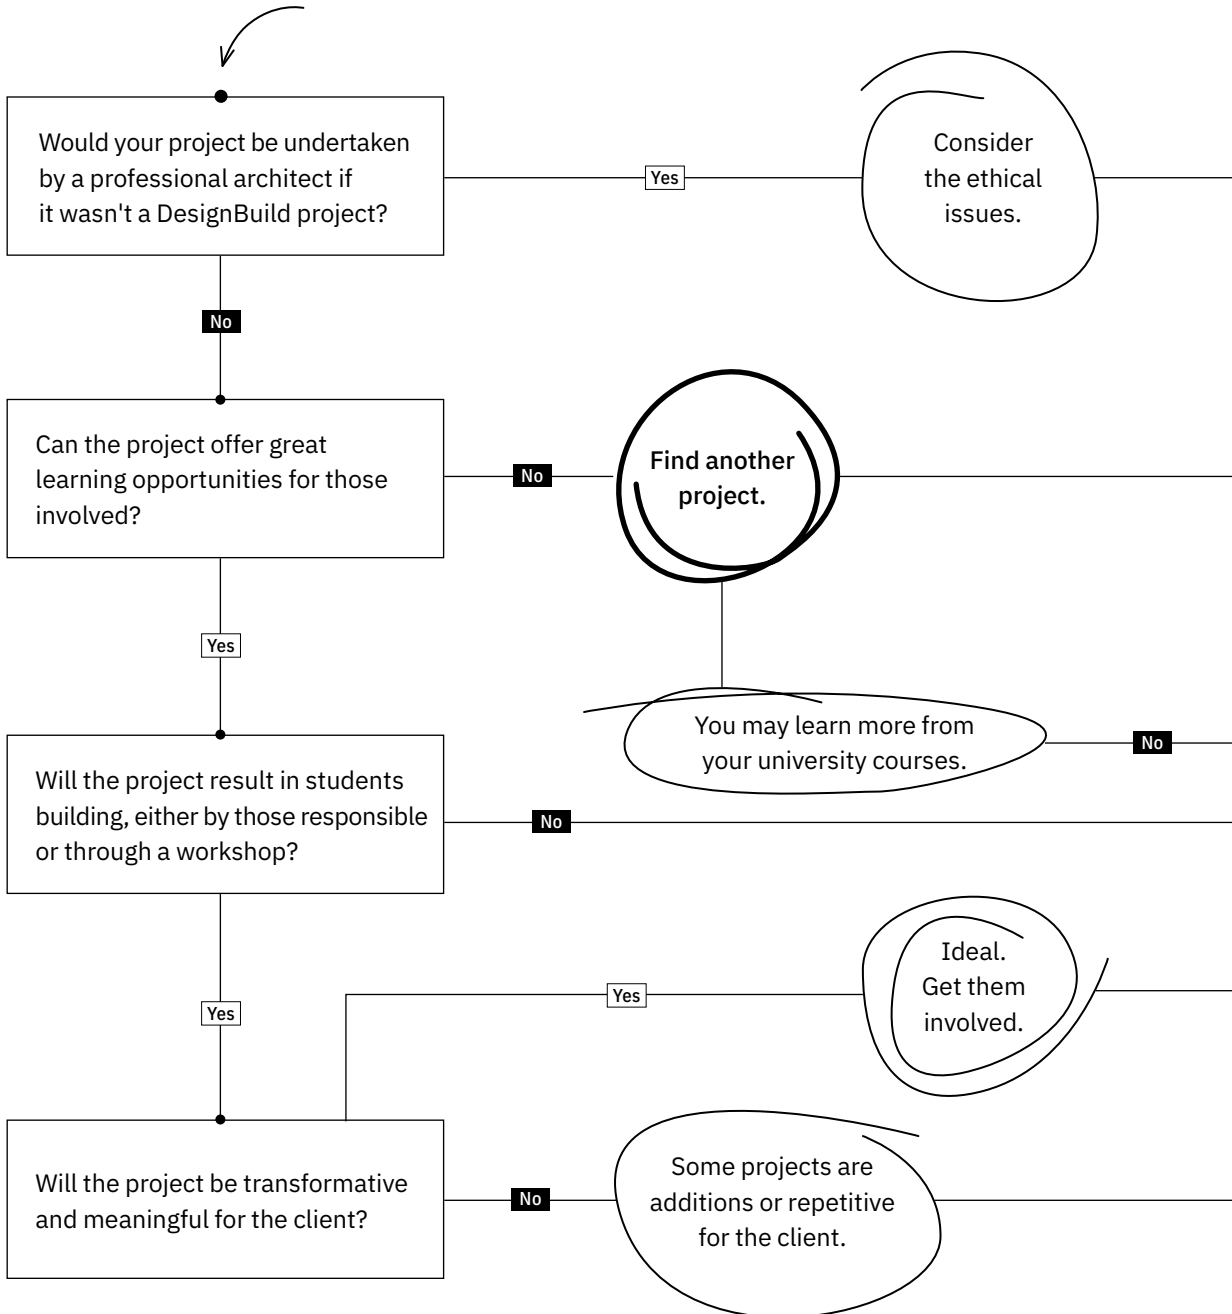 Would your project be undertaken
by a professional architect if
it wasn't a DesignBuild project?
Yes
Consider
the ethical
issues.
No
Can the project offer great
learning opportunities for those
involved?
No
Find another
project.
Yes
You may learn more from
your university courses.
No
Will the project result in students
building, either by those responsible
or through a workshop?
No
Yes
Yes
Ideal.
Get them
involved.
Will the project be transformative
and meaningful for the client?
No
Some projects are
additions or repetitive
for the client.